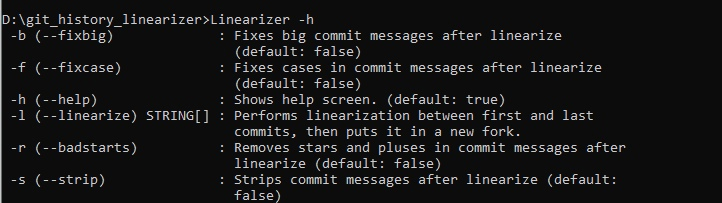 D:\git_history_linearizer>Linearizer -h
-b (--fixbig) : Fixes big commit messages after linearize
(default: false)
-f (--fixcase) : Fixes cases in commit messages after linearize
(default: false)
-h (--help) : Shows help screen. (default: true)
-l (--linearize) STRING[] : Performs linearization between first and last
commits, then puts it in a new fork.
-r (--badstarts) : Removes stars and pluses in commit messages after
linearize (default: false)
-s (--strip) : Strips commit messages after linearize (default:
false)